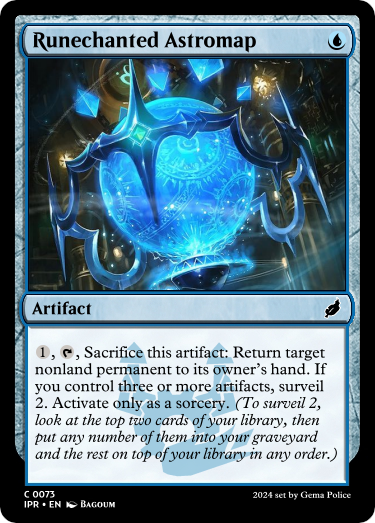 Runechanted Astromap
Artifact
1, T, Sacrifice this artifact: Return target
nonland permanent to its owner's hand. If
you control three or more artifacts, surveil
2. Activate only as a sorcery. (To surveil 2,
look at the top two cards of your library, then
put any number of them into your graveyard
and the rest on top of your library in any order.)
C 0073
IPR • EN Bagoum
2024 set by Gema Police